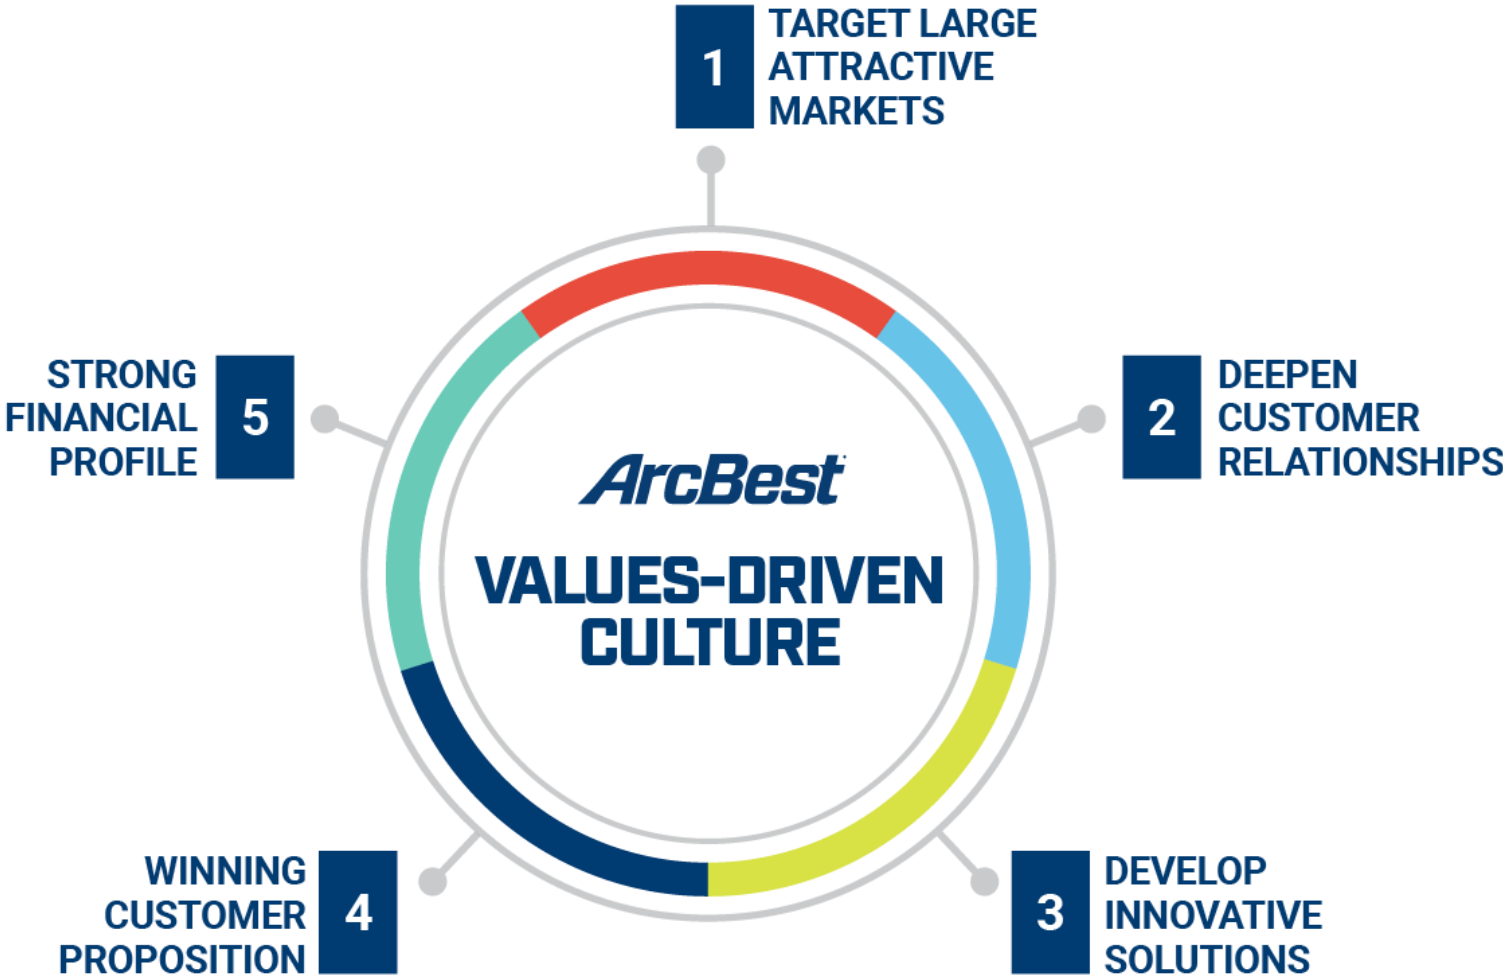 1
TARGET LARGE
ATTRACTIVE
MARKETS
2
DEEPEN
CUSTOMER
RELATIONSHIPS
3
DEVELOP
INNOVATIVE
SOLUTIONS
4
WINNING
CUSTOMER
PROPOSITION
5
STRONG
FINANCIAL
PROFILE
ArcBest
VALUES-DRIVEN
CULTURE